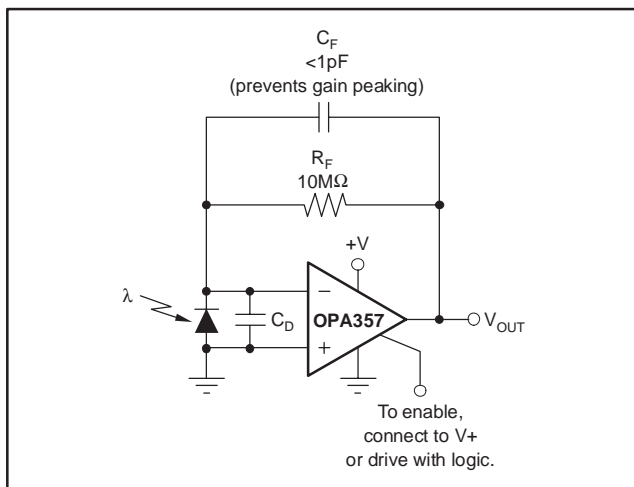 C_F
<1pF
(prevents gain peaking)
R_F
10MΩ
+V
λ
−
C_D
OPA357
+
V_OUT
To enable,
connect to V+
or drive with logic.